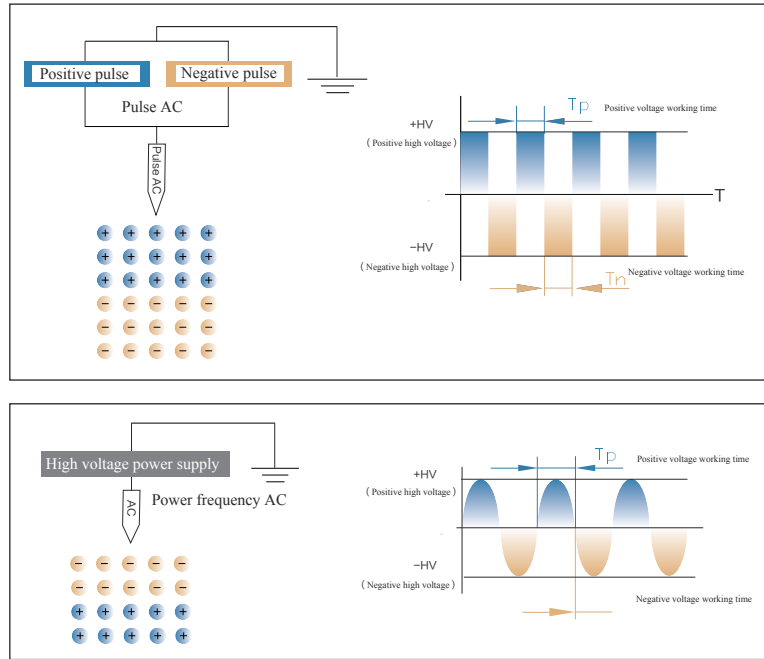 Positive pulse
Negative pulse
Pulse AC
Pulse AC
+ + + + +
+ + + + +
+ + + + +
− − − − −
− − − − −
− − − − −
Tp
Positive voltage working time
+HV
( Positive high voltage )
T
−HV
( Negative high voltage )
Tn
Negative voltage working time
High voltage power supply
AC
Power frequency AC
− − − − −
− − − − −
+ + + + +
+ + + + +
Tp
Positive voltage working time
+HV
( Positive high voltage )
−HV
( Negative high voltage )
Negative voltage working time